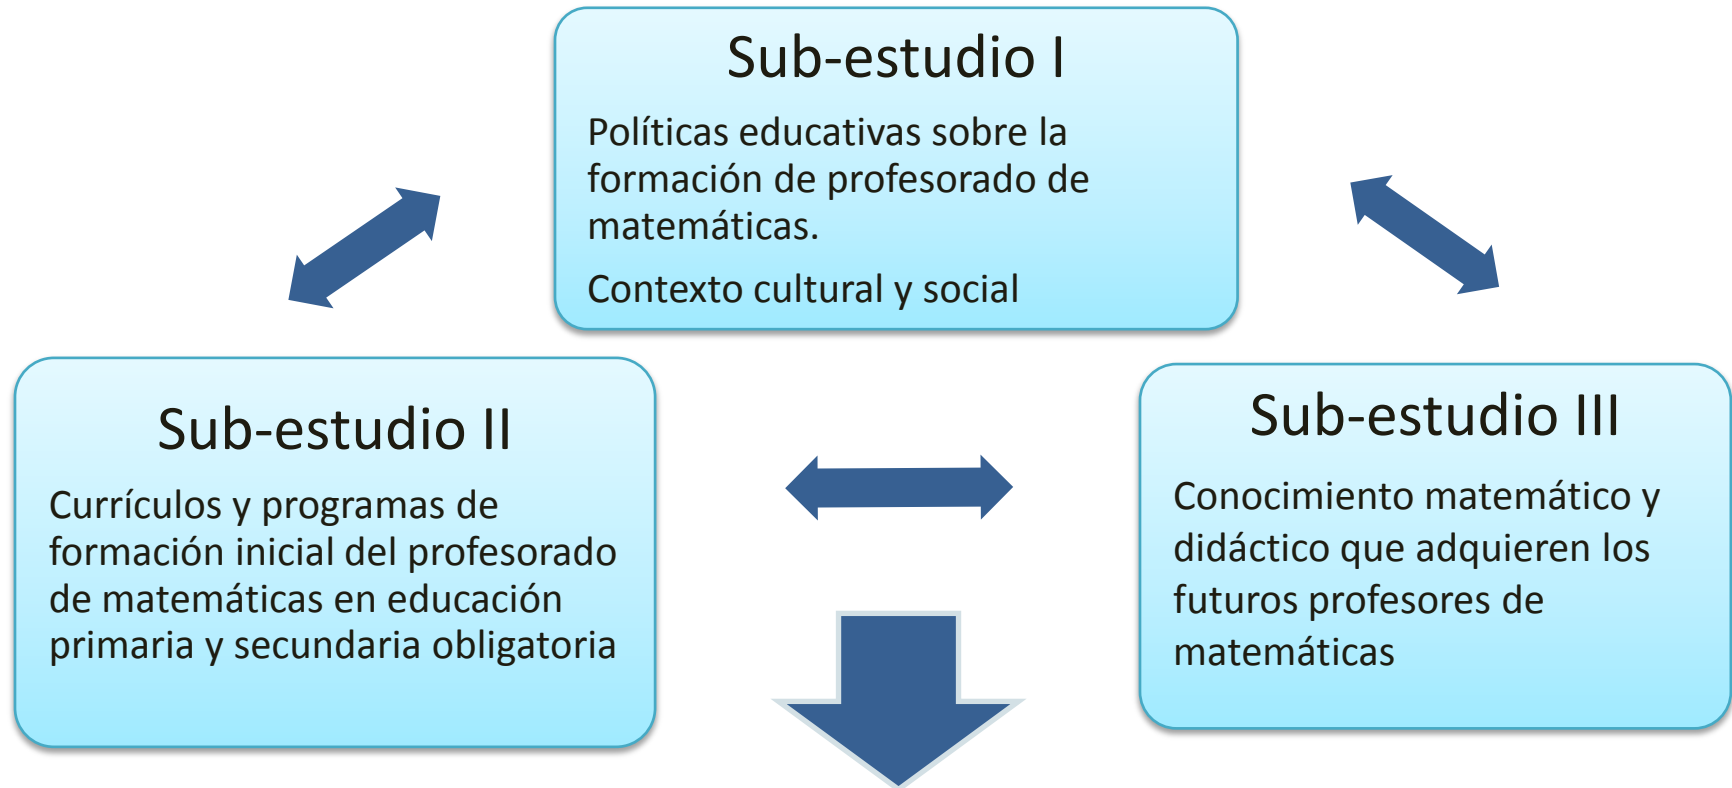 Sub-estudio I
Políticas educativas sobre la
formación de profesorado de
matemáticas.
Contexto cultural y social
Sub-estudio II
Currículos y programas de
formación inicial del profesorado
de matemáticas en educación
primaria y secundaria obligatoria
Sub-estudio III
Conocimiento matemático y
didáctico que adquieren los
futuros profesores de
matemáticas